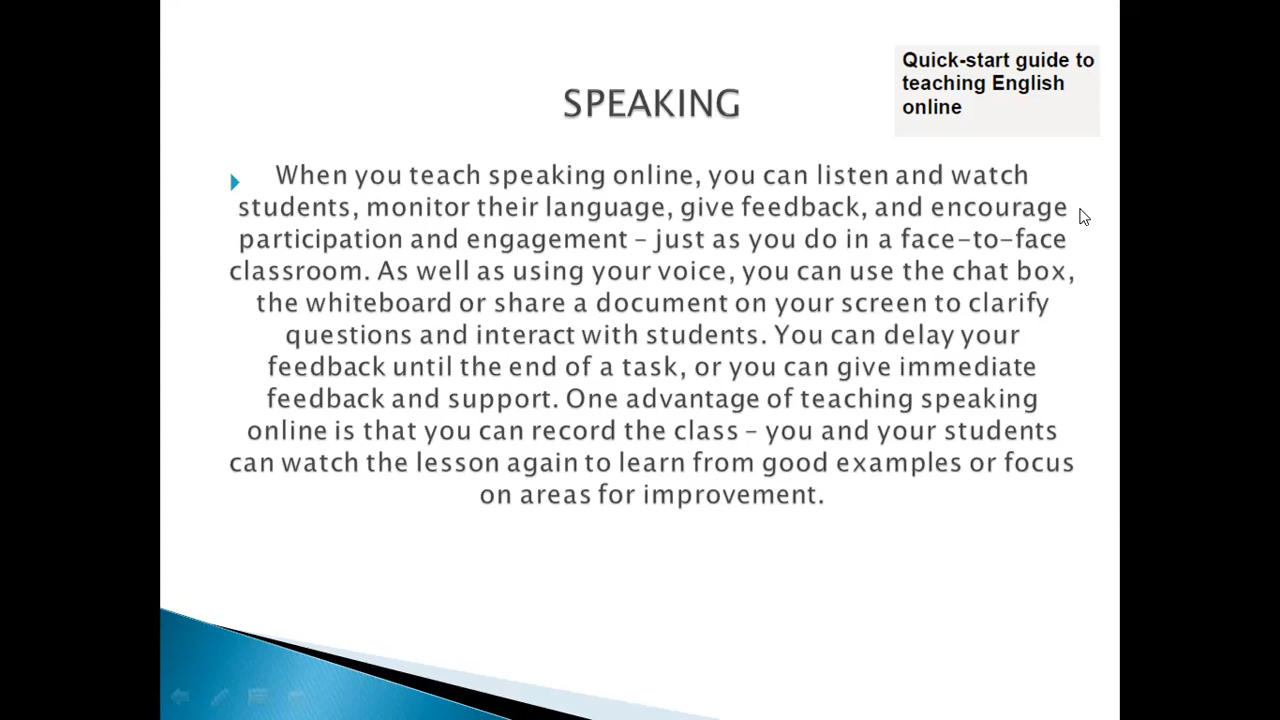 Quick-start guide to
teaching English
online
SPEAKING
When you teach speaking online, you can listen and watch
students, monitor their language, give feedback, and encourage
participation and engagement – just as you do in a face-to-face
classroom. As well as using your voice, you can use the chat box,
the whiteboard or share a document on your screen to clarify
questions and interact with students. You can delay your
feedback until the end of a task, or you can give immediate
feedback and support. One advantage of teaching speaking
online is that you can record the class – you and your students
can watch the lesson again to learn from good examples or focus
on areas for improvement.